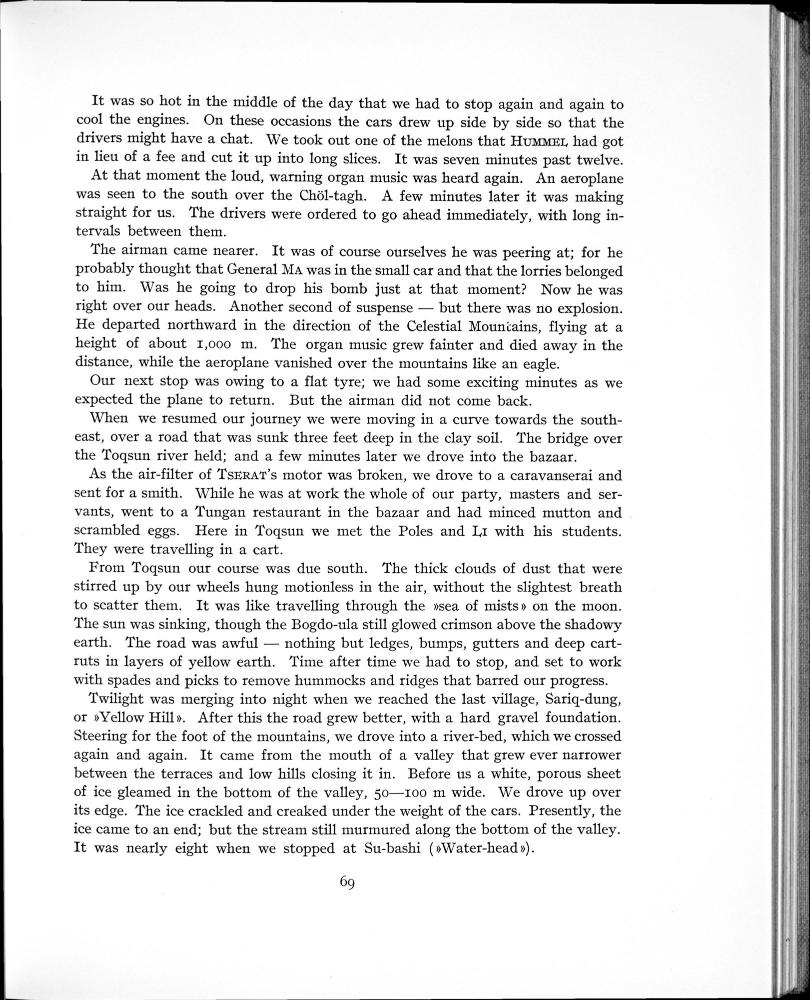 It was so hot in the middle of the day that we had to stop again and again to
cool the engines. On these occasions the cars drew up side by side so that the
drivers might have a chat. We took out one of the melons that HUMMEL had got
in lieu of a fee and cut it up into long slices. It was seven minutes past twelve.
At that moment the loud, warning organ music was heard again. An aeroplane
was seen to the south over the Chöl-tagh. A few minutes later it was making
straight for us. The drivers were ordered to go ahead immediately, with long in-
tervals between them.
The airman came nearer. It was of course ourselves he was peering at; for he
probably thought that General MA was in the small car and that the lorries belonged
to him. Was he going to drop his bomb just at that moment? Now he was
right over our heads. Another second of suspense — but there was no explosion.
He departed northward in the direction of the Celestial Mountains, flying at a
height of about 1,000 m. The organ music grew fainter and died away in the
distance, while the aeroplane vanished over the mountains like an eagle.
Our next stop was owing to a flat tyre; we had some exciting minutes as we
expected the plane to return. But the airman did not come back.
When we resumed our journey we were moving in a curve towards the south-
east, over a road that was sunk three feet deep in the clay soil. The bridge over
the Toqsun river held; and a few minutes later we drove into the bazaar.
As the air-filter of TSERAT's motor was broken, we drove to a caravanserai and
sent for a smith. While he was at work the whole of our party, masters and ser-
vants, went to a Tungan restaurant in the bazaar and had minced mutton and
scrambled eggs. Here in Toqsun we met the Poles and LI with his students.
They were travelling in a cart.
From Toqsun our course was due south. The thick clouds of dust that were
stirred up by our wheels hung motionless in the air, without the slightest breath
to scatter them. It was like travelling through the »sea of mists» on the moon.
The sun was sinking, though the Bogdo-ula still glowed crimson above the shadowy
earth. The road was awful — nothing but ledges, bumps, gutters and deep cart-
ruts in layers of yellow earth. Time after time we had to stop, and set to work
with spades and picks to remove hummocks and ridges that barred our progress.
Twilight was merging into night when we reached the last village, Sariq-dung,
or »Yellow Hill». After this the road grew better, with a hard gravel foundation.
Steering for the foot of the mountains, we drove into a river-bed, which we crossed
again and again. It came from the mouth of a valley that grew ever narrower
between the terraces and low hills closing it in. Before us a white, porous sheet
of ice gleamed in the bottom of the valley, 50—100 m wide. We drove up over
its edge. The ice crackled and creaked under the weight of the cars. Presently, the
ice came to an end; but the stream still murmured along the bottom of the valley.
It was nearly eight when we stopped at Su-bashi (»Water-head»).
69